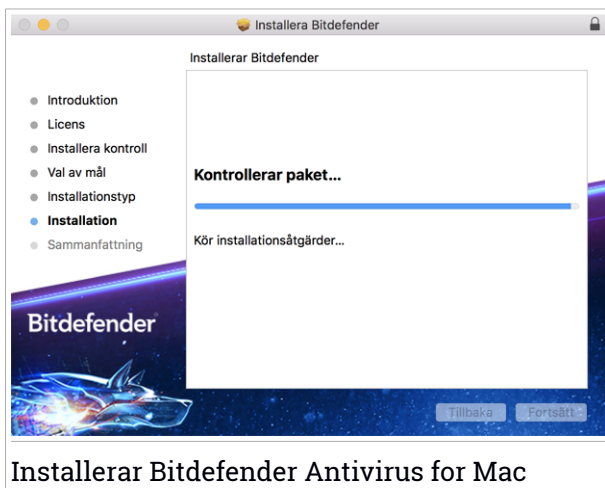 Installera Bitdefender
Installerar Bitdefender
Introduktion
Licens
Installera kontroll
Val av mål
Installationstyp
Installation
Sammanfattning
Kontrollerar paket...
Kör installationsåtgärder...
Bitdefender
Tillbaka
Fortsätt
Installerar Bitdefender Antivirus for Mac